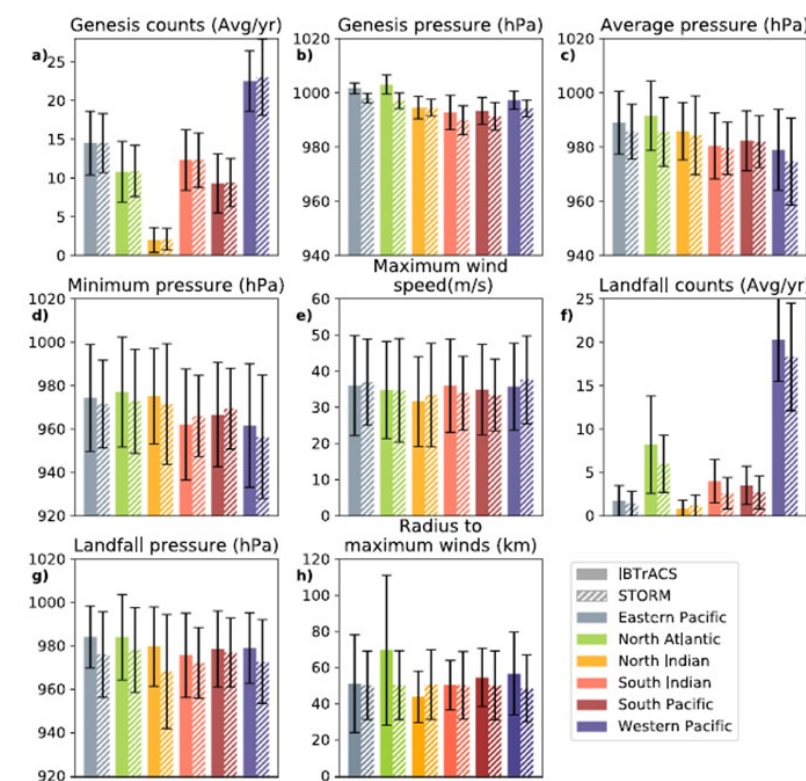 Genesis counts (Avg/yr)
a)
25
20
15
10
5
0
Genesis pressure (hPa)
b)
1020
1000
980
960
940
Average pressure (hPa)
c)
1020
1000
980
960
940
Minimum pressure (hPa)
d)
1020
1000
980
960
940
920
Maximum wind
speed(m/s)
e)
60
50
40
30
20
10
0
Landfall counts (Avg/yr)
f)
25
20
15
10
5
0
Landfall pressure (hPa)
g)
1020
1000
980
960
940
920
Radius to
maximum winds (km)
h)
120
100
80
60
40
20
0
IBTrACS
STORM
Eastern Pacific
North Atlantic
North Indian
South Indian
South Pacific
Western Pacific